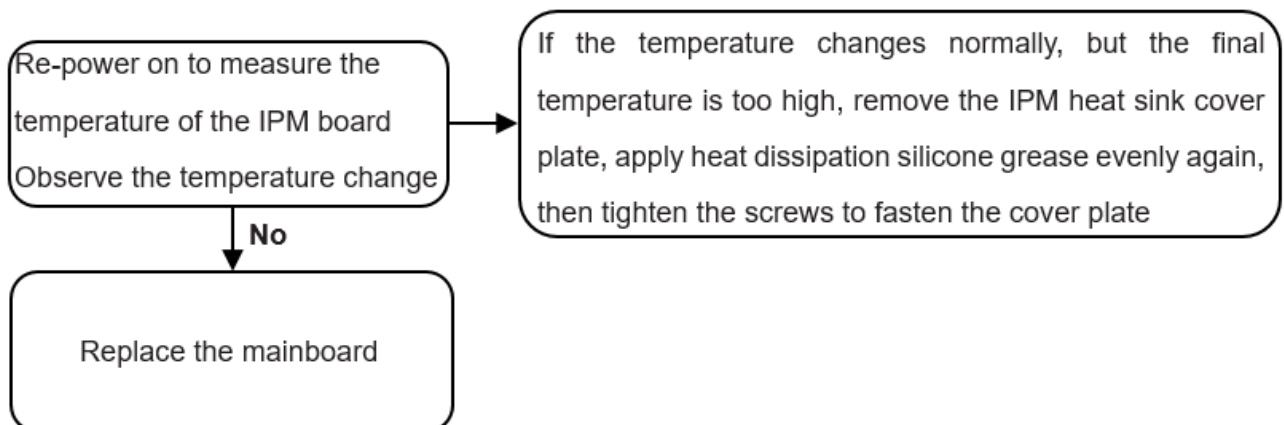 Re-power on to measure the
temperature of the IPM board
Observe the temperature change
If the temperature changes normally, but the final
temperature is too high, remove the IPM heat sink cover
plate, apply heat dissipation silicone grease evenly again,
then tighten the screws to fasten the cover plate
No
Replace the mainboard